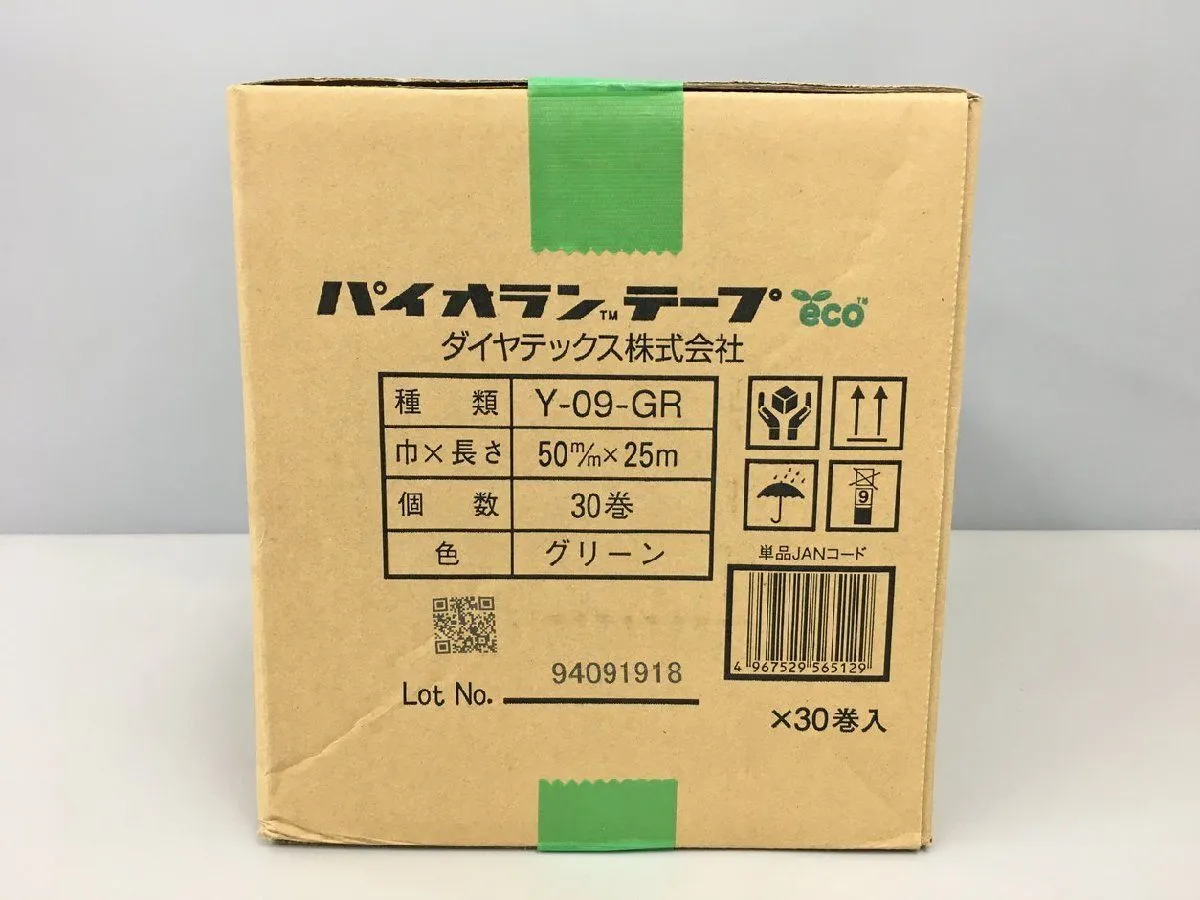 パイオラン™テープ eco™
ダイヤテックス株式会社
種類 Y-09-GR
巾×長さ 50m/m×25m
個数 30巻
色 グリーン
9
単品JANコード
4 967529 565129
Lot No. 94091918
×30巻入